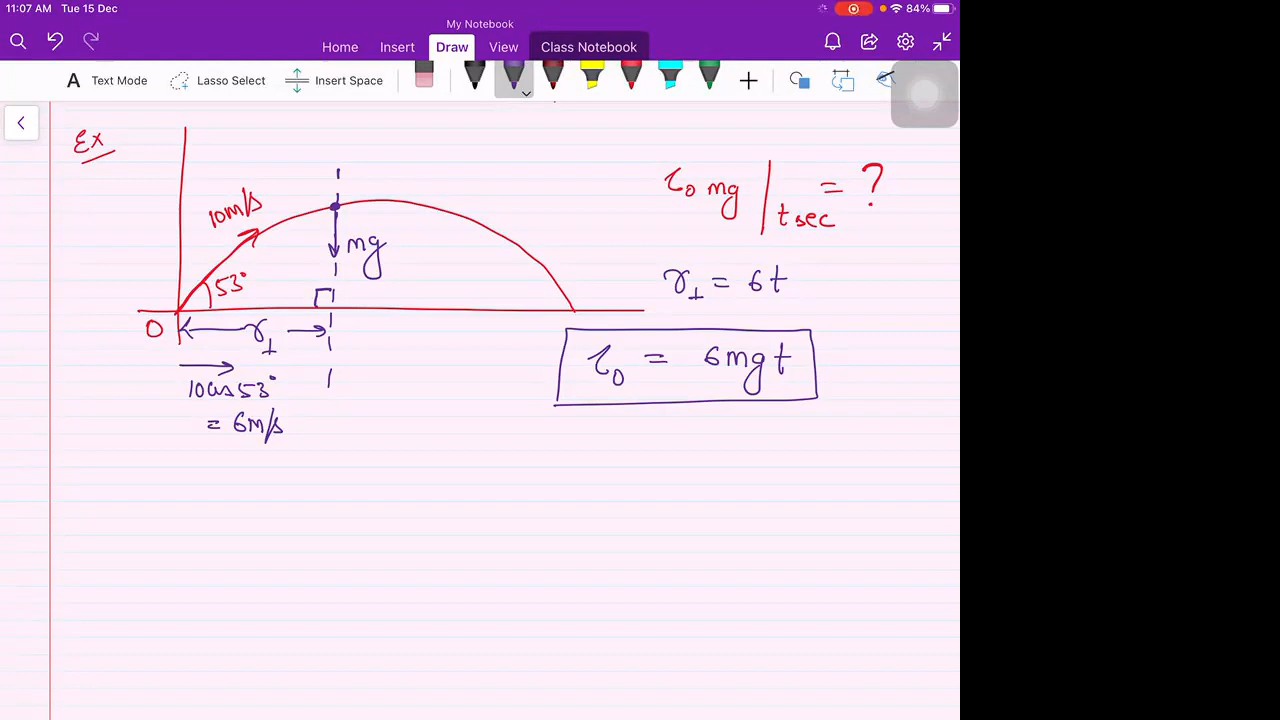 11:07 AM Tue 15 Dec
84%
My Notebook
Home Insert Draw View Class Notebook
Text Mode Lasso Select Insert Space
Ex
10m/s
53°
mg
O
r⊥
10cos53°
= 6m/s
τ₀ mg | t sec = ?
r⊥ = 6t
τ₀ = 6mgt